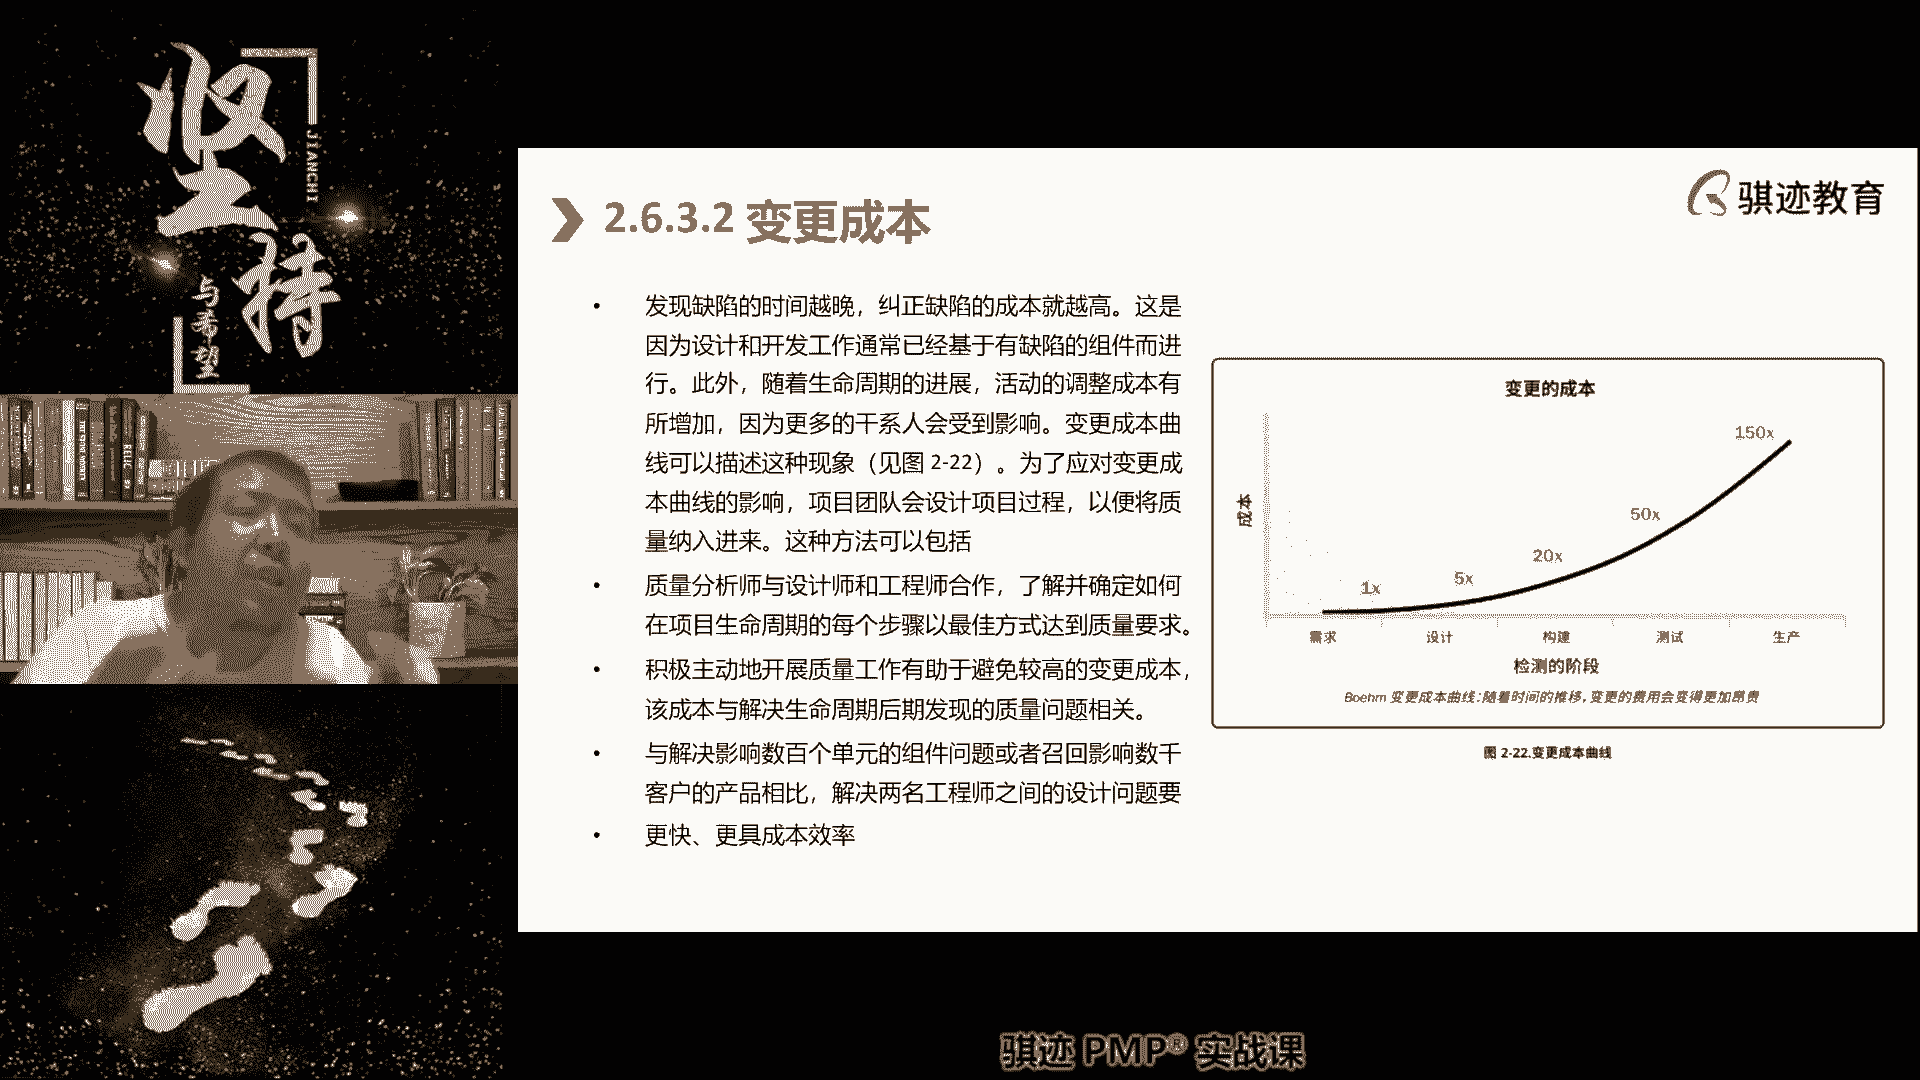 坚
持
JIANCHI
与
希
望
骐迹教育
2.6.3.2 变更成本
• 发现缺陷的时间越晚，纠正缺陷的成本就越高。这是
因为设计和开发工作通常已经基于有缺陷的组件而进
行。此外，随着生命周期的进展，活动的调整成本有
所增加，因为更多的干系人会受到影响。变更成本曲
线可以描述这种现象（见图 2-22）。为了应对变更成
本曲线的影响，项目团队会设计项目过程，以便将质
量纳入进来。这种方法可以包括
• 质量分析师与设计师和工程师合作，了解并确定如何
在项目生命周期的每个步骤以最佳方式达到质量要求。
• 积极主动地开展质量工作有助于避免较高的变更成本，
该成本与解决生命周期后期发现的质量问题相关。
• 与解决影响数百个单元的组件问题或者召回影响数千
客户的产品相比，解决两名工程师之间的设计问题要
• 更快、更具成本效率
变更的成本
成本
1x
5x
20x
50x
150x
需求 设计 构建 测试 生产
检测的阶段
Boehm 变更成本曲线：随着时间的推移，变更的费用会变得更加昂贵
图 2-22.变更成本曲线
骐迹 PMP® 实战课